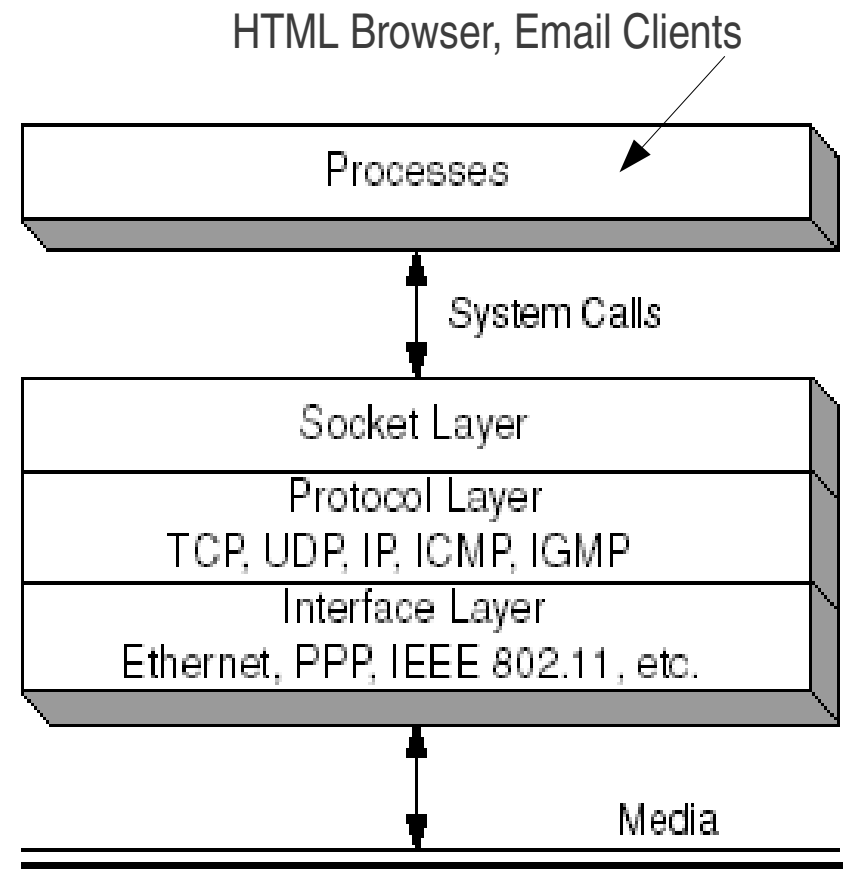 HTML Browser, Email Clients
Processes
System Calls
Socket Layer
Protocol Layer
TCP, UDP, IP, ICMP, IGMP
Interface Layer
Ethernet, PPP, IEEE 802.11, etc.
Media